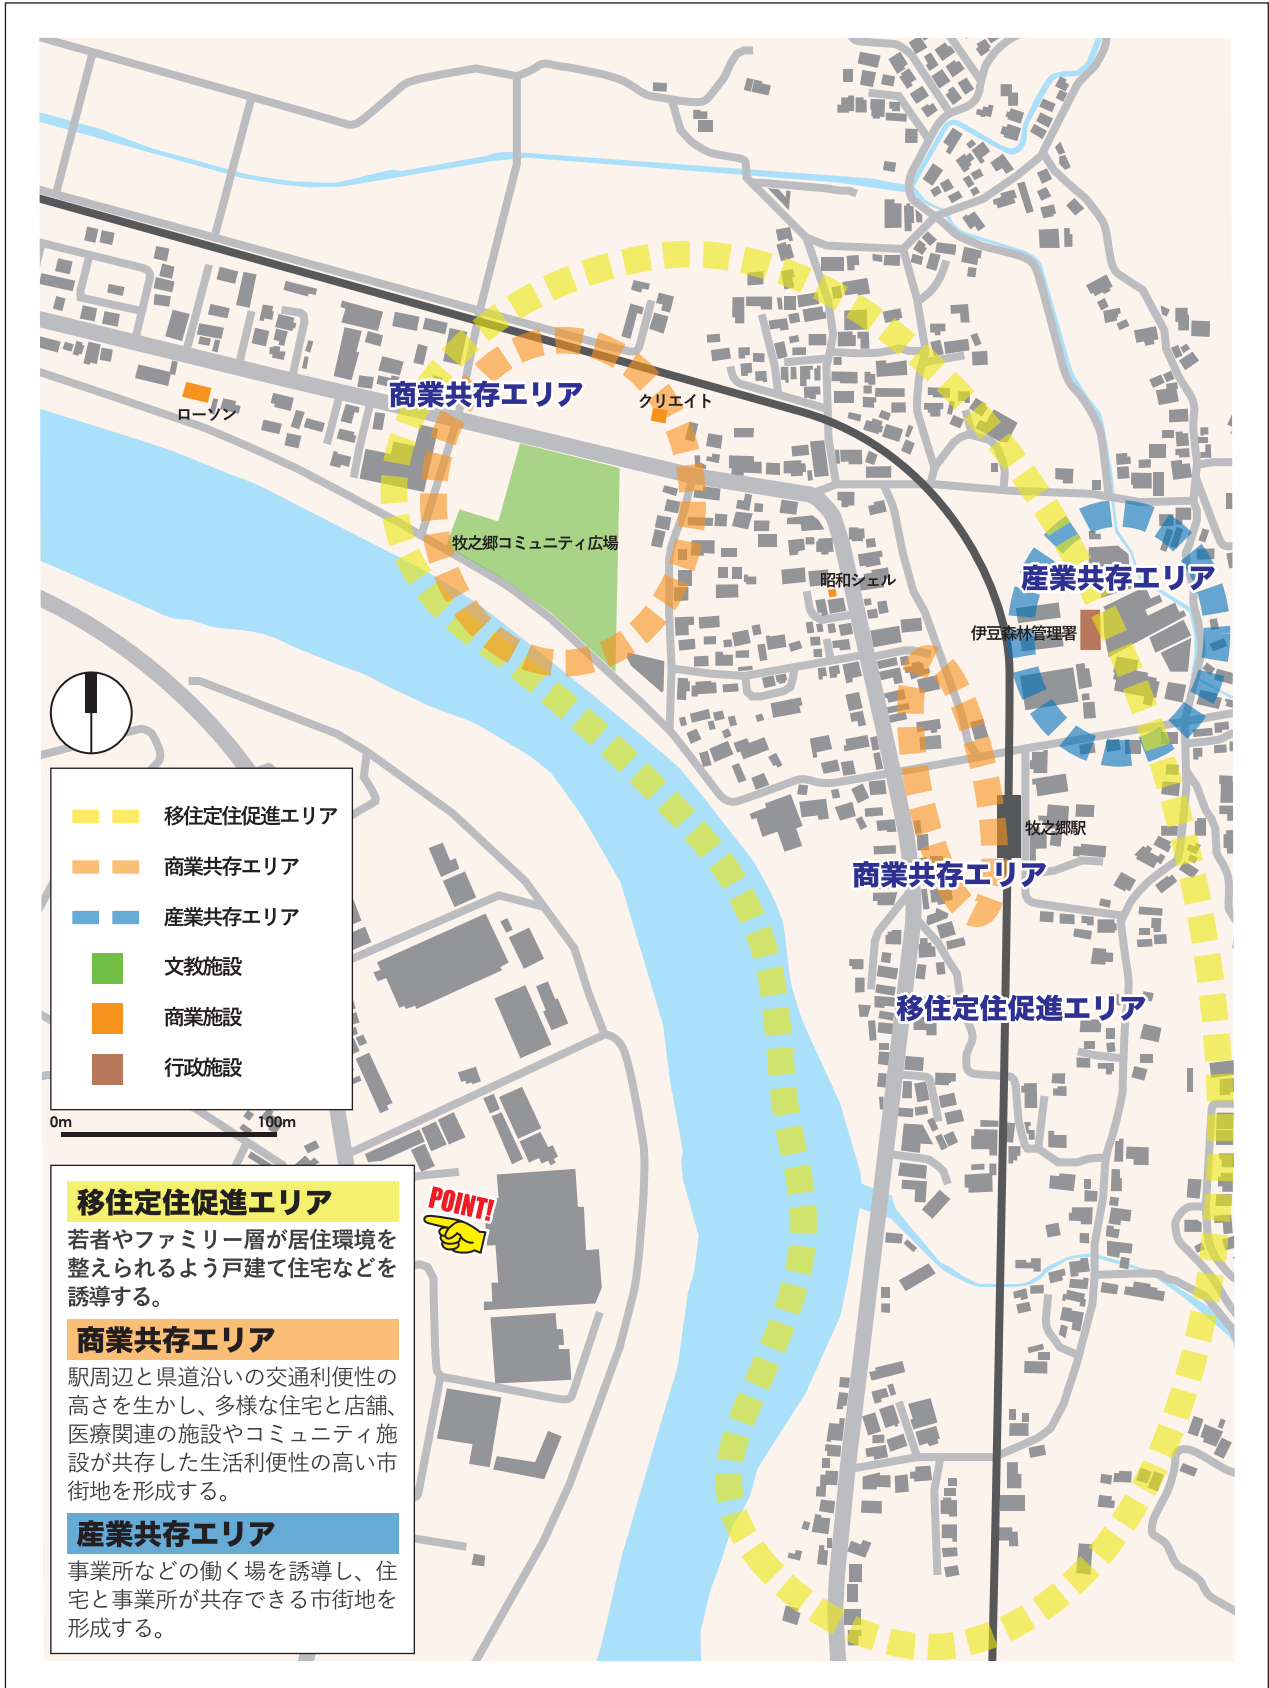 商業共存エリア
クリエイト
ローソン
牧之郷コミュニティ広場
昭和シェル
産業共存エリア
伊豆森林管理署
牧之郷駅
商業共存エリア
移住定住促進エリア
移住定住促進エリア
商業共存エリア
産業共存エリア
文教施設
商業施設
行政施設
0m
100m
移住定住促進エリア
若者やファミリー層が居住環境を
整えられるよう戸建て住宅などを
誘導する。
POINT!
商業共存エリア
駅周辺と県道沿いの交通利便性の
高さを生かし、多様な住宅と店舗、
医療関連の施設やコミュニティ施
設が共存した生活利便性の高い市
街地を形成する。
産業共存エリア
事業所などの働く場を誘導し、住
宅と事業所が共存できる市街地を
形成する。